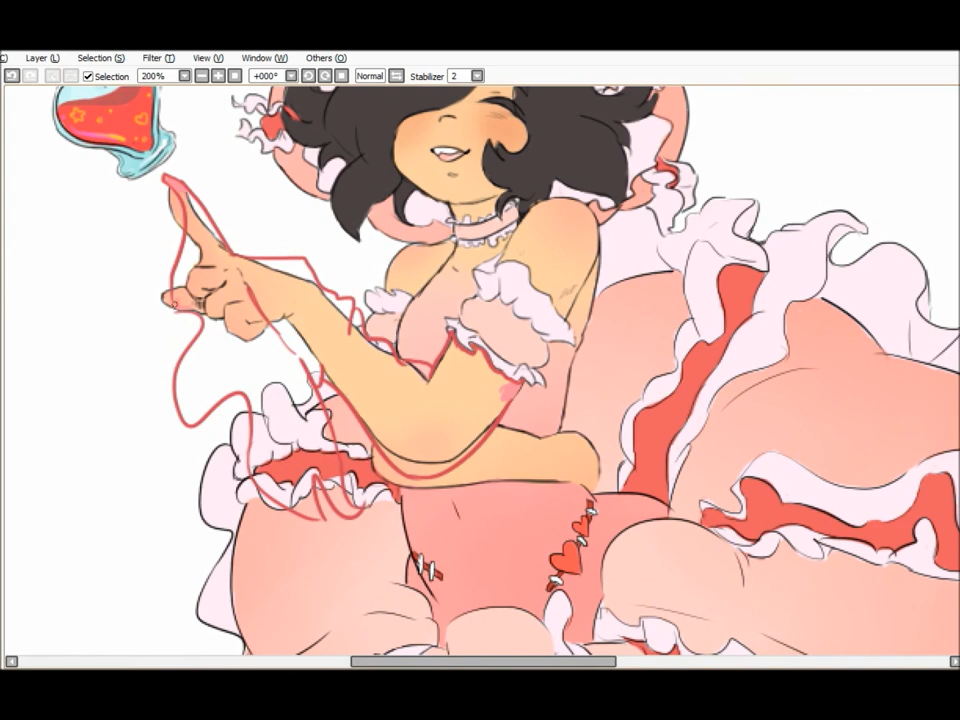 C) Layer (L) Selection (S) Filter (T) View (V) Window (W) Others (O)
Selection 200% +000° Normal Stabilizer 2